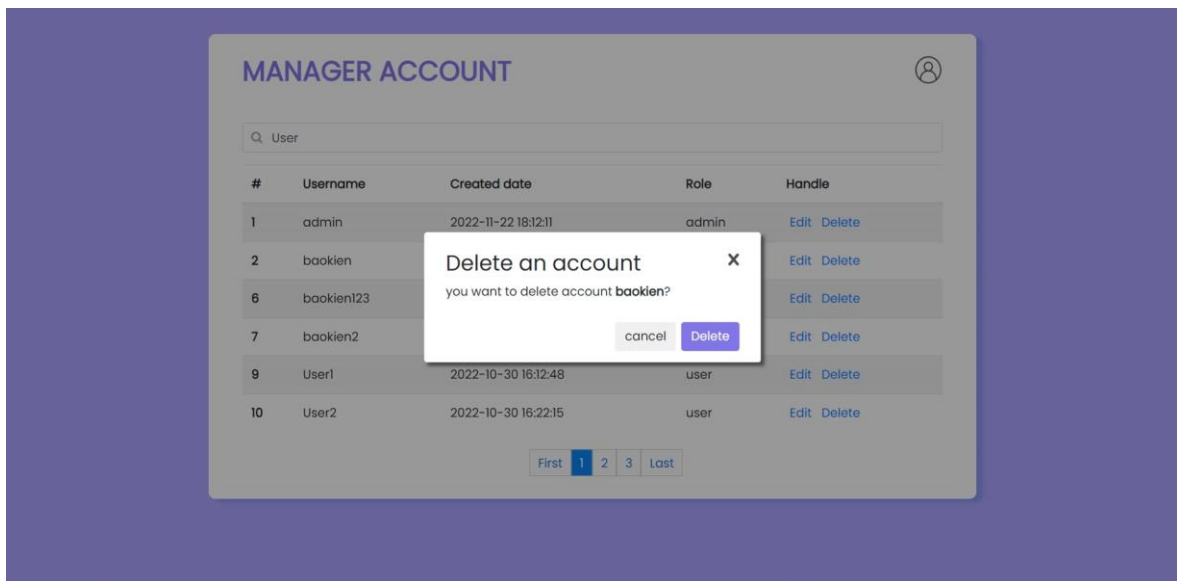 MANAGER ACCOUNT
User
# Username Created date Role Handle
1 admin 2022-11-22 18:12:11 admin Edit Delete
2 baokien Edit Delete
6 baokien123 Edit Delete
7 baokien2 Edit Delete
9 User1 2022-10-30 16:12:48 user Edit Delete
10 User2 2022-10-30 16:22:15 user Edit Delete
Delete an account X
you want to delete account baokien?
cancel Delete
First 1 2 3 Last